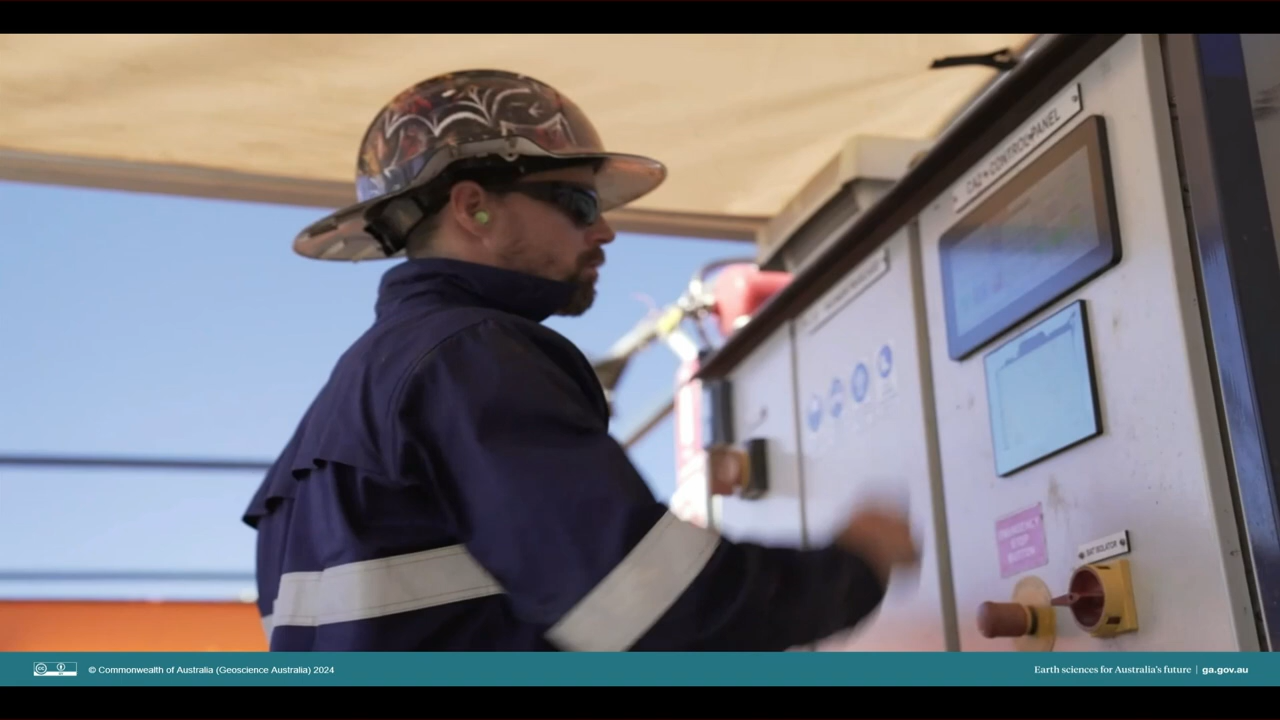 CONTROL PANEL
EMERGENCY
STOP
BUTTON
BAT ISOLATOR
© Commonwealth of Australia (Geoscience Australia) 2024
Earth sciences for Australia's future | ga.gov.au